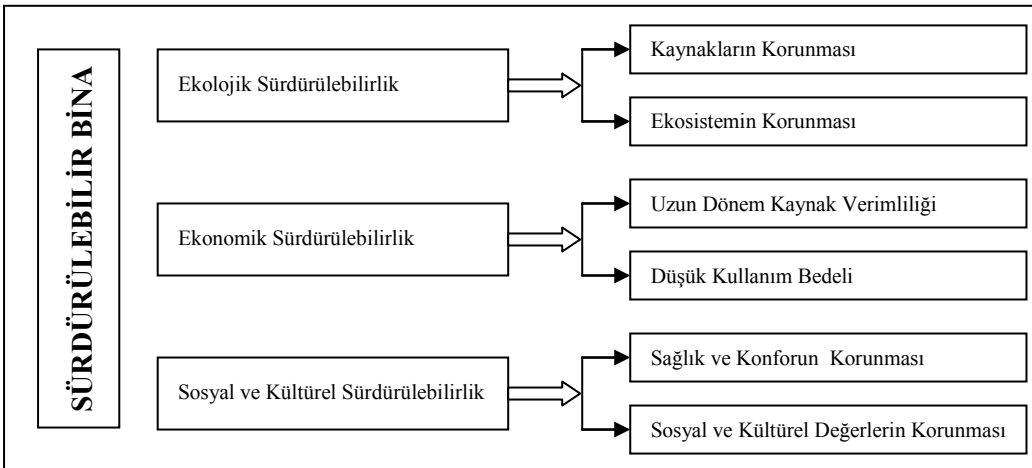 SÜRDÜRÜLEBİLİR BİNA
Ekolojik Sürdürülebilirlik
Kaynakların Korunması
Ekosistemin Korunması
Ekonomik Sürdürülebilirlik
Uzun Dönem Kaynak Verimliliği
Düşük Kullanım Bedeli
Sosyal ve Kültürel Sürdürülebilirlik
Sağlık ve Konforun Korunması
Sosyal ve Kültürel Değerlerin Korunması